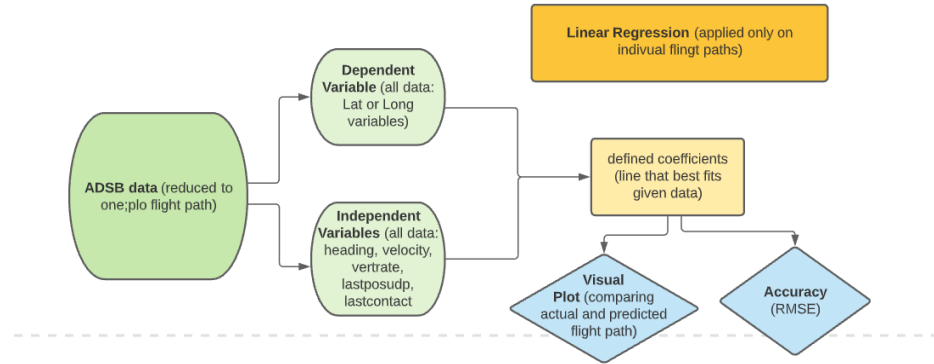 Linear Regression (applied only on
indivual flingt paths)
Dependent
Variable (all data:
Lat or Long
variables)
ADSB data (reduced to
one;plo flight path)
defined coefficients
(line that best fits
given data)
Independent
Variables (all data:
heading, velocity,
vertrate,
lastposudp,
lastcontact
Visual
Plot (comparing
actual and predicted
flight path)
Accuracy
(RMSE)